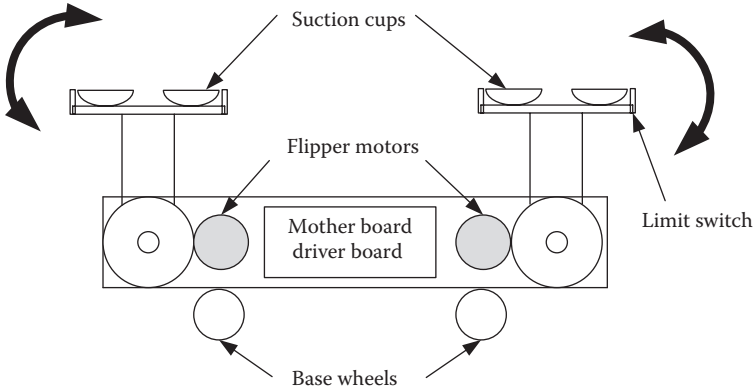 Suction cups
Flipper motors
Mother board
driver board
Limit switch
Base wheels